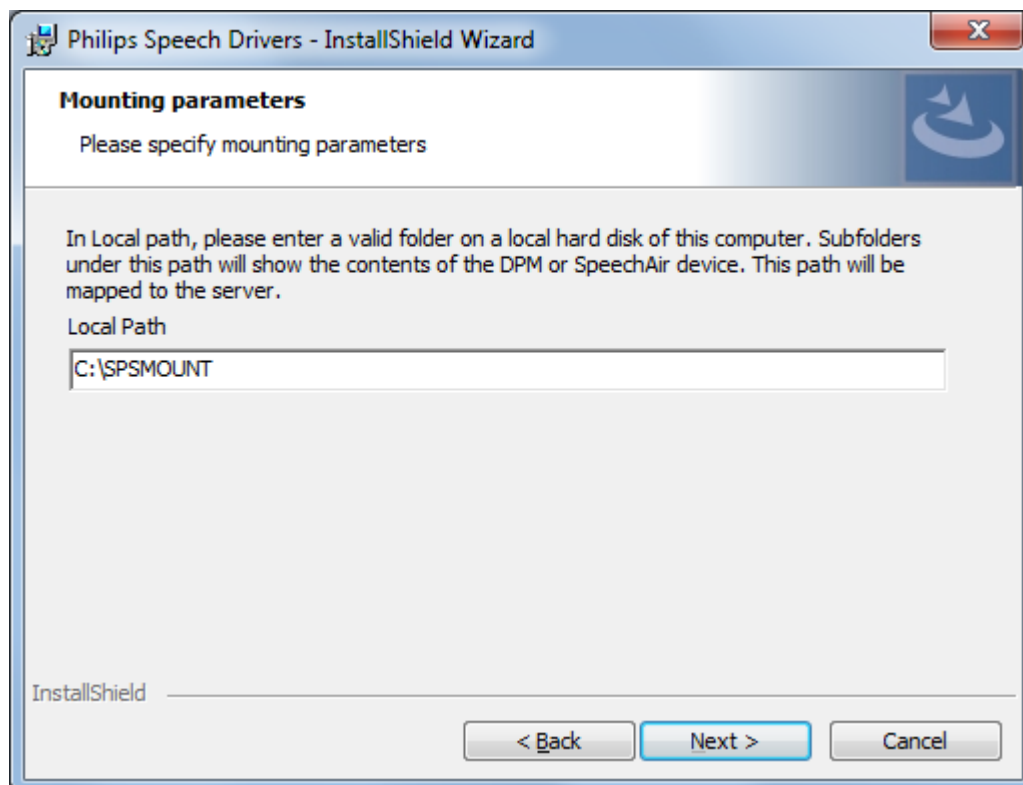 Philips Speech Drivers - InstallShield Wizard
Mounting parameters
Please specify mounting parameters
In Local path, please enter a valid folder on a local hard disk of this computer. Subfolders
under this path will show the contents of the DPM or SpeechAir device. This path will be
mapped to the server.
Local Path
C:\SPSMOUNT
InstallShield
< Back
Next >
Cancel